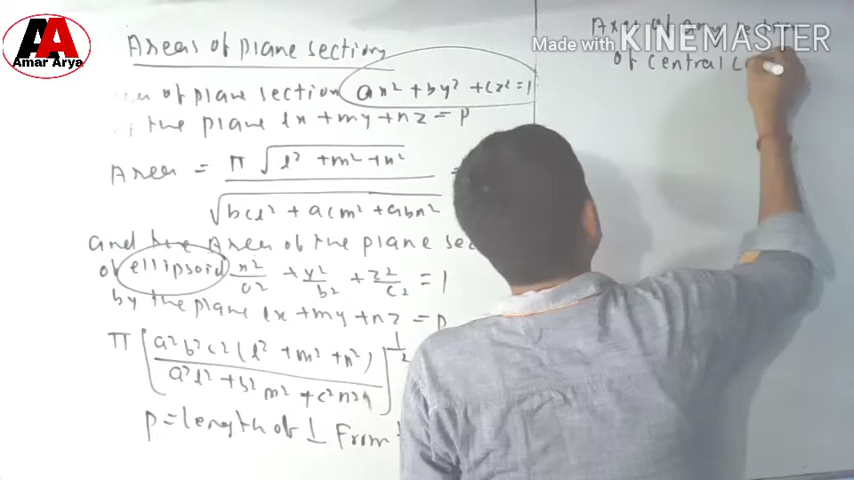 Areas of plane section
of plane section ax² + by² + cz² = 1
the plane lx + my + nz = p
Area = π √l² + m² + n²
√bcl² + acm² + abn²
and the Area of the plane
of ellipsoid x²/a² + y²/b² + z²/c² = 1
by the plane lx + my + nz = p
π [a²b²c² (l² + m² + n²) / a²l² + b²m² + c²n²]^1/2
p = length of ⊥ From
of central
AA
Amar Arya
Made with KINEMASTER